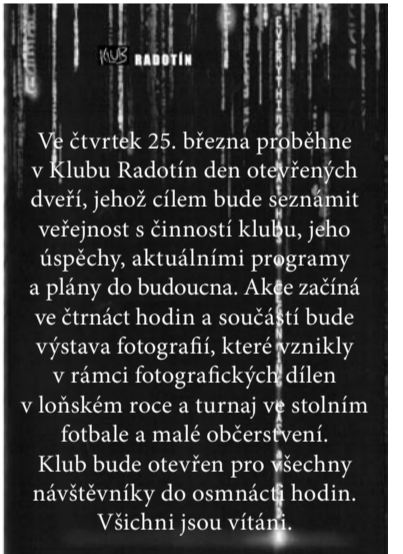 EVERYTHING
KLUB RADOTÍN
Ve čtvrtek 25. března proběhne
v Klubu Radotín den otevřených
dveří, jehož cílem bude seznámit
veřejnost s činností klubu, jeho
úspěchy, aktuálními programy
a plány do budoucna. Akce začíná
ve čtrnáct hodin a součástí bude
výstava fotografií, které vznikly
v rámci fotografických dílen
v loňském roce a turnaj ve stolním
fotbale a malé občerstvení.
Klub bude otevřen pro všechny
návštěvníky do osmnácti hodin.
Všichni jsou vítáni.